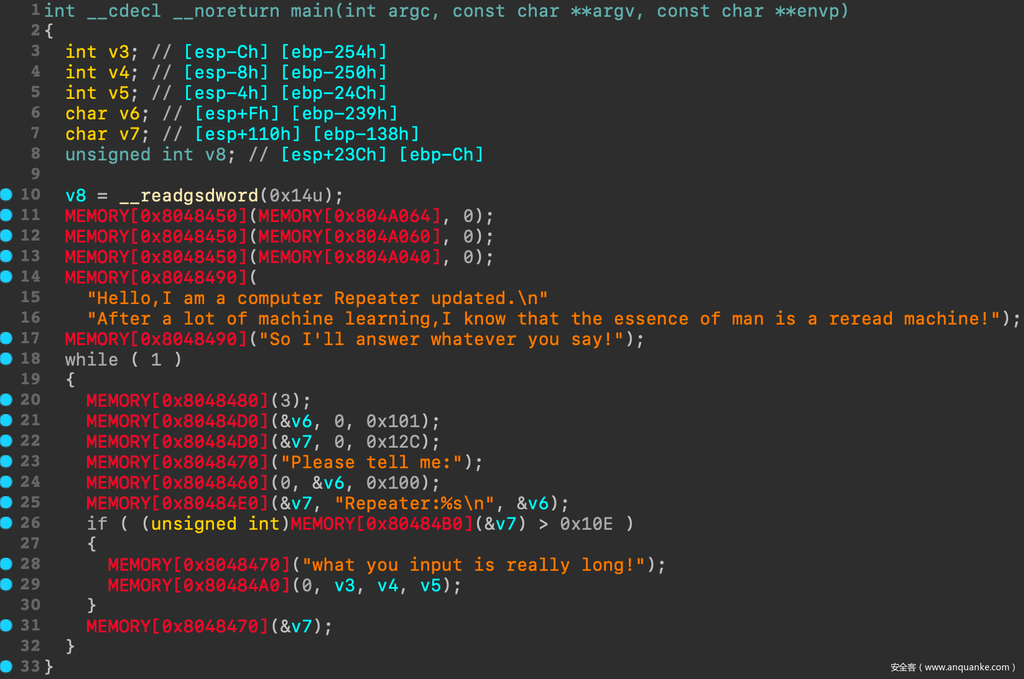 1 int __cdecl __noreturn main(int argc, const char **argv, const char **envp)
2 {
3 int v3; // [esp-Ch] [ebp-254h]
4 int v4; // [esp-8h] [ebp-250h]
5 int v5; // [esp-4h] [ebp-24Ch]
6 char v6; // [esp+Fh] [ebp-239h]
7 char v7; // [esp+110h] [ebp-138h]
8 unsigned int v8; // [esp+23Ch] [ebp-Ch]
9
10 v8 = __readgsdword(0x14u);
11 MEMORY[0x8048450](MEMORY[0x804A064], 0);
12 MEMORY[0x8048450](MEMORY[0x804A060], 0);
13 MEMORY[0x8048450](MEMORY[0x804A040], 0);
14 MEMORY[0x8048490](
15 "Hello,I am a computer Repeater updated.\n"
16 "After a lot of machine learning,I know that the essence of man is a reread machine!");
17 MEMORY[0x8048490]("So I'll answer whatever you say!");
18 while ( 1 )
19 {
20 MEMORY[0x8048480](3);
21 MEMORY[0x80484D0](&v6, 0, 0x101);
22 MEMORY[0x80484D0](&v7, 0, 0x12C);
23 MEMORY[0x8048470]("Please tell me:");
24 MEMORY[0x8048460](0, &v6, 0x100);
25 MEMORY[0x80484E0](&v7, "Repeater:%s\n", &v6);
26 if ( (unsigned int)MEMORY[0x80484B0](&v7) > 0x10E )
27 {
28 MEMORY[0x8048470]("what you input is really long!");
29 MEMORY[0x80484A0](0, v3, v4, v5);
30 }
31 MEMORY[0x8048470](&v7);
32 }
33 }
安全客（www.anquanke.com）